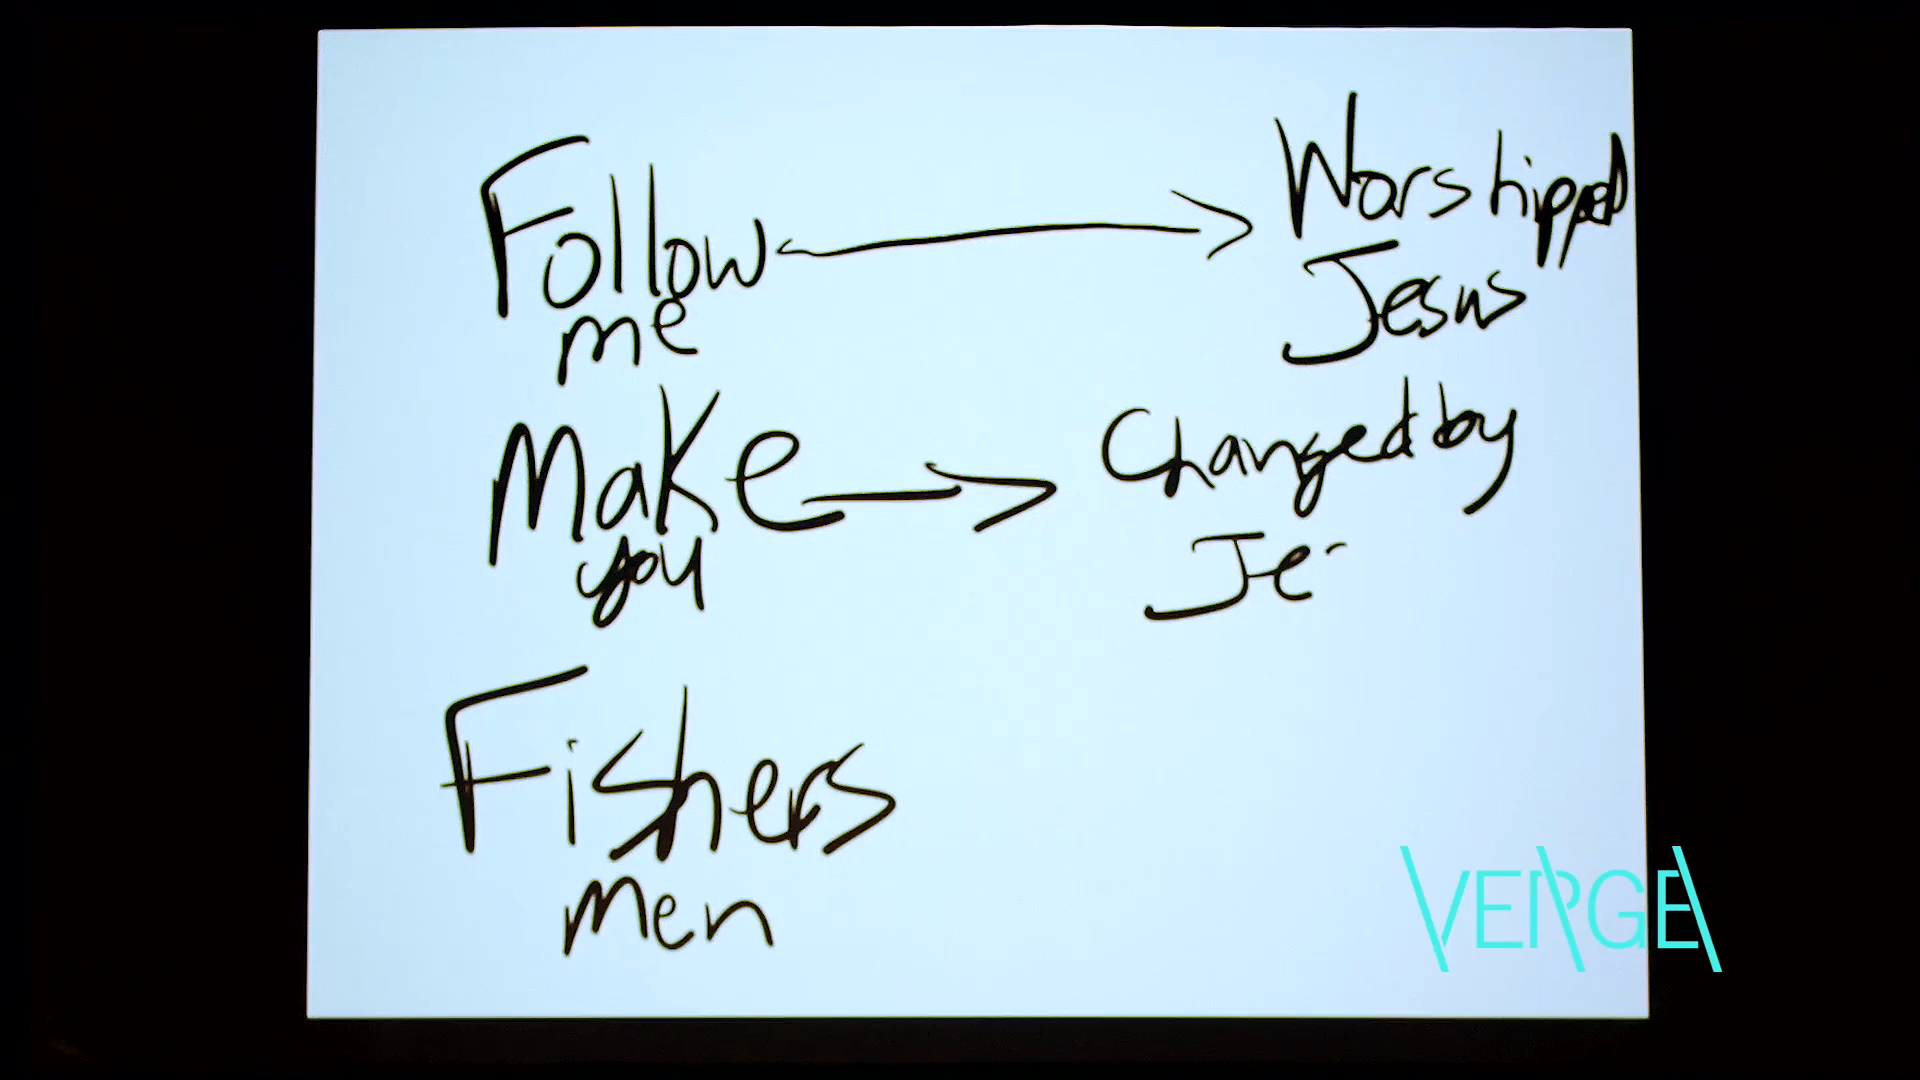 Follow
me
Worshipped
Jesus
Make
you
Changed by
Je
Fishers
Men
VERGE